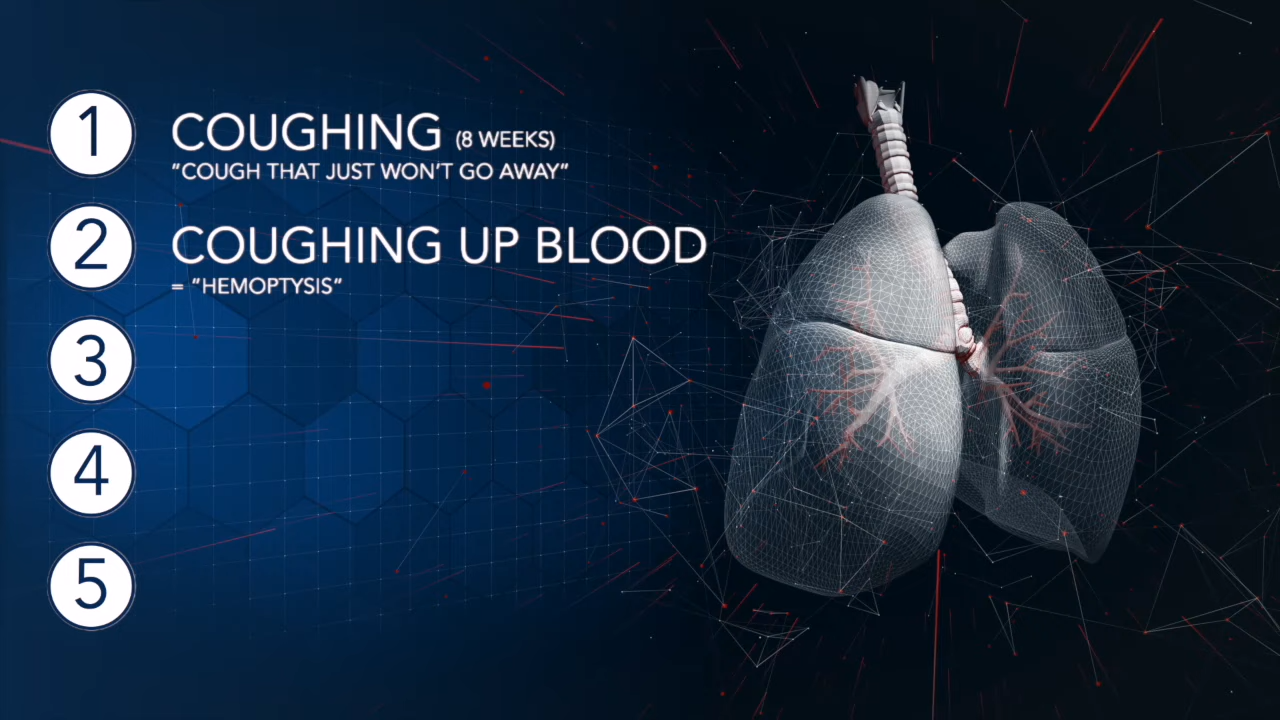 1 COUGHING (8 WEEKS)
"COUGH THAT JUST WON'T GO AWAY"
2 COUGHING UP BLOOD
= "HEMOPTYSIS"
3
4
5